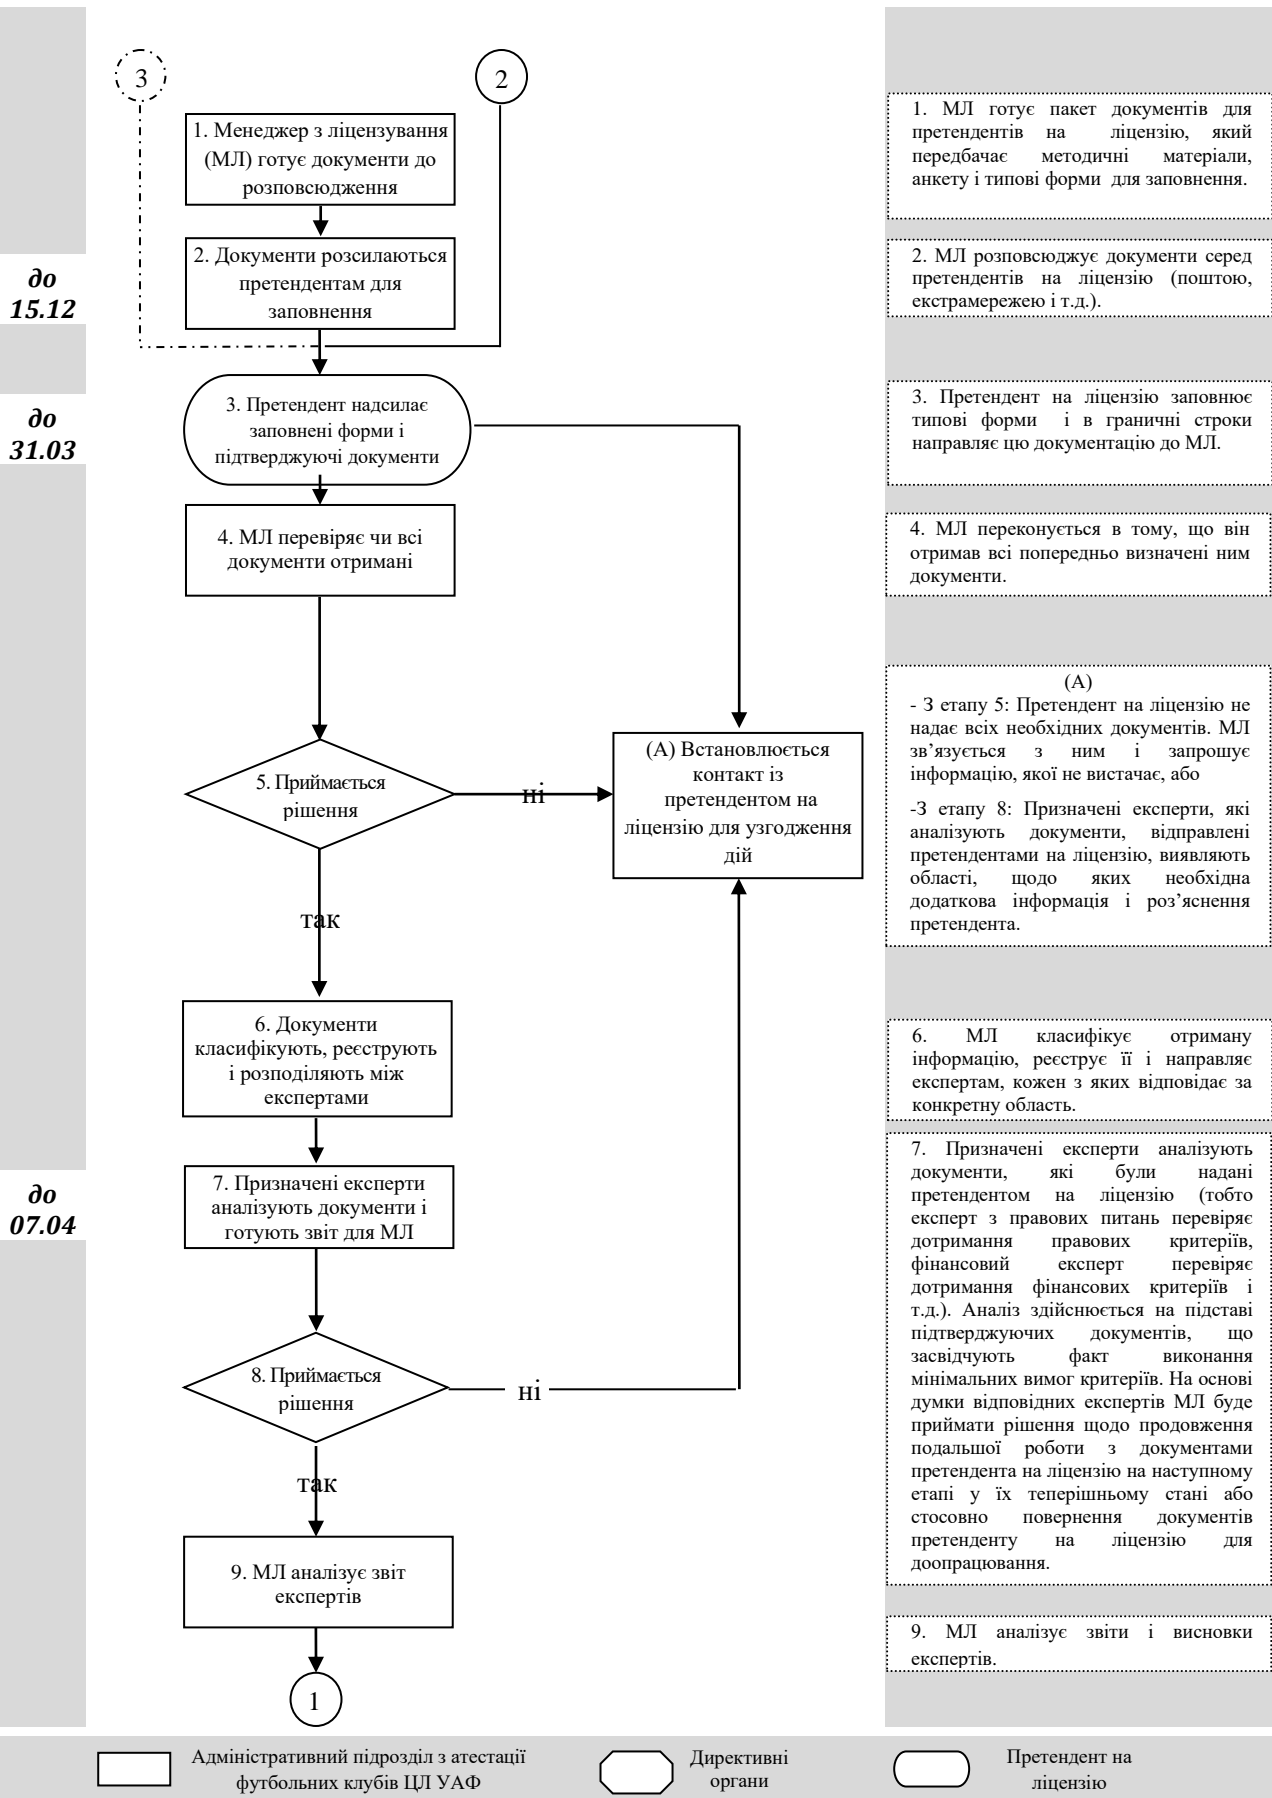 3
2
1. Менеджер з ліцензування
(МЛ) готує документи до
розповсюдження
2. Документи розсилаються
претендентам для
заповнення
до
15.12
3. Претендент надсилає
заповнені форми і
підтверджуючі документи
до
31.03
4. МЛ перевіряє чи всі
документи отримані
5. Приймається
рішення
ні
(А) Встановлюється
контакт із
претендентом на
ліцензію для узгодження
дій
так
6. Документи
класифікують, реєструють
і розподіляють між
експертами
7. Призначені експерти
аналізують документи і
готують звіт для МЛ
до
07.04
8. Приймається
рішення
ні
так
9. МЛ аналізує звіт
експертів
1
1. МЛ готує пакет документів для
претендентів на ліцензію, який
передбачає методичні матеріали,
анкету і типові форми для заповнення.
2. МЛ розповсюджує документи серед
претендентів на ліцензію (поштою,
екстрамережею і т.д.).
3. Претендент на ліцензію заповнює
типові форми і в граничні строки
направляє цю документацію до МЛ.
4. МЛ переконується в тому, що він
отримав всі попередньо визначені ним
документи.
(А)
- З етапу 5: Претендент на ліцензію не
надає всіх необхідних документів. МЛ
зв’язується з ним і запрошує
інформацію, якої не вистачає, або
-З етапу 8: Призначені експерти, які
аналізують документи, відправлені
претендентами на ліцензію, виявляють
області, щодо яких необхідна
додаткова інформація і роз’яснення
претендента.
6. МЛ класифікує отриману
інформацію, реєструє її і направляє
експертам, кожен з яких відповідає за
конкретну область.
7. Призначені експерти аналізують
документи, які були надані
претендентом на ліцензію (тобто
експерт з правових питань перевіряє
дотримання правових критеріїв,
фінансовий експерт перевіряє
дотримання фінансових критеріїв і
т.д.). Аналіз здійснюється на підставі
підтверджуючих документів, що
засвідчують факт виконання
мінімальних вимог критеріїв. На основі
думки відповідних експертів МЛ буде
приймати рішення щодо продовження
подальшої роботи з документами
претендента на ліцензію на наступному
етапі у їх теперішньому стані або
стосовно повернення документів
претенденту на ліцензію для
доопрацювання.
9. МЛ аналізує звіти і висновки
експертів.
Адміністративний підрозділ з атестації
футбольних клубів ЦЛ УАФ
Директивні
органи
Претендент на
ліцензію